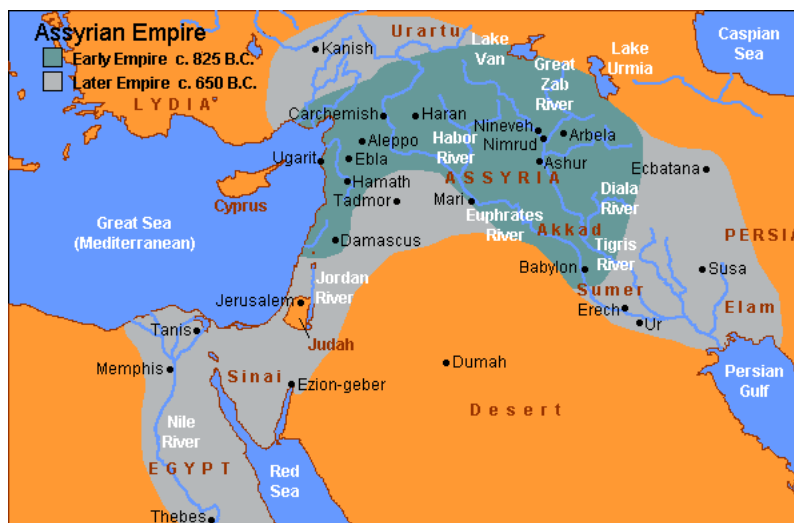 Assyrian Empire
Early Empire c. 825 B.C.
Later Empire c. 650 B.C.
Kanish
Urartu
Lake
Van
Great
Zab
River
Lake
Urmia
Caspian
Sea
LYDIA
Carchemish
Haran
Nineveh
Nimrud
Arbela
Aleppo
Habor
River
Ugarit
Ebla
Ashur
Ecbatana
Hamath
ASSYRIA
Cyprus
Tadmor
Mari
Diala
River
Great Sea
(Mediterranean)
Euphrates
River
Akkad
PERSIA
Damascus
Tigris
River
Babylon
Susa
Jordan
River
Sumer
Jerusalem
Erech
Elam
Tanis
Ur
Judah
Memphis
Dumah
Persian
Gulf
Sinai
Ezion-geber
Desert
Nile
River
EGYPT
Red
Sea
Thebes